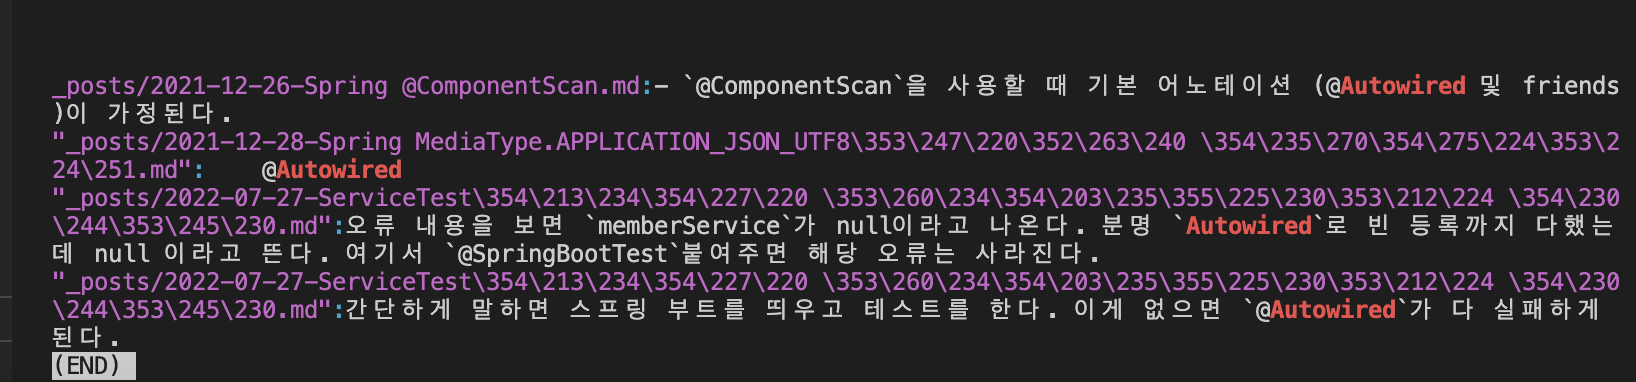 _posts/2021-12-26-Spring @ComponentScan.md:- `@ComponentScan`을 사용할 때 기본 어노테이션 (@Autowired 및 friends
)이 가정된다.
"_posts/2021-12-28-Spring MediaType.APPLICATION_JSON_UTF8\353\247\220\352\263\240 \354\235\270\354\275\224\353\2
24\251.md":    @Autowired
"_posts/2022-07-27-ServiceTest\354\213\234\354\227\220 \353\260\234\354\203\235\355\225\230\353\212\224 \354\230
\244\353\245\230.md":오류 내용을 보면 `memberService`가 null이라고 나온다. 분명 `Autowired`로 빈 등록까지 다했는
데 null 이라고 뜬다. 여기서 `@SpringBootTest`붙여주면 해당 오류는 사라진다.
"_posts/2022-07-27-ServiceTest\354\213\234\354\227\220 \353\260\234\354\203\235\355\225\230\353\212\224 \354\230
\244\353\245\230.md":간단하게 말하면 스프링 부트를 띄우고 테스트를 한다. 이게 없으면 `@Autowired`가 다 실패하게
된다.
(END)